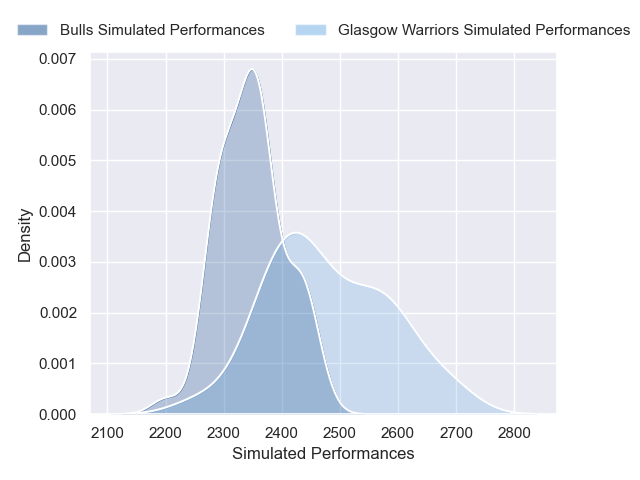 Bulls Simulated Performances
Glasgow Warriors Simulated Performances
0.007
0.006
0.005
0.004
0.003
0.002
0.001
0.000
Density
2100 2200 2300 2400 2500 2600 2700 2800
Simulated Performances